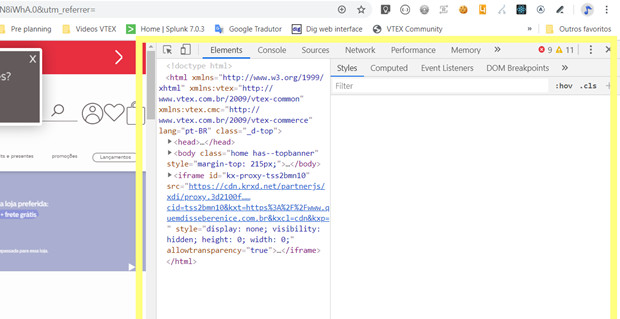 N8iWhA.0&utm_referrer=
Pre planning
Vídeos VTEX
Home | Splunk 7.0.3
Google Tradutor
Dig web interface
VTEX Community
»
Outros favoritos
X
es?
to e presentes
promoções
Lançamentos
loja preferida:
+ frete grátis
Elements
Console
Sources
Network
Performance
Memory
»
9
11
<!doctype html>
<html xmlns="http://www.w3.org/1999/
xhtml" xmlns:vtex="http://
www.vtex.com.br/2009/vtex-common"
xmlns:vtex.cmc="http://
www.vtex.com.br/2009/vtex-commerce"
lang="pt-BR" class="_d-top">
<head>…</head>
<body class="home has--topbanner"
style="margin-top: 215px;">…</body>
<iframe id="kx-proxy-tss2bmn10"
src="https://cdn.krxd.net/partnerjs/
xdi/proxy.3d2100f……
cid=tss2bmn10&kxt=https%3A%2F%2Fwww.q
uemdisseberenice.com.br&kxcl=cdn&kxp=
" style="display: none; visibility:
hidden; height: 0; width: 0;"
allowtransparency="true">…</iframe>
</html>
Styles
Computed
Event Listeners
DOM Breakpoints
»
Filter
:hov
.cls
+